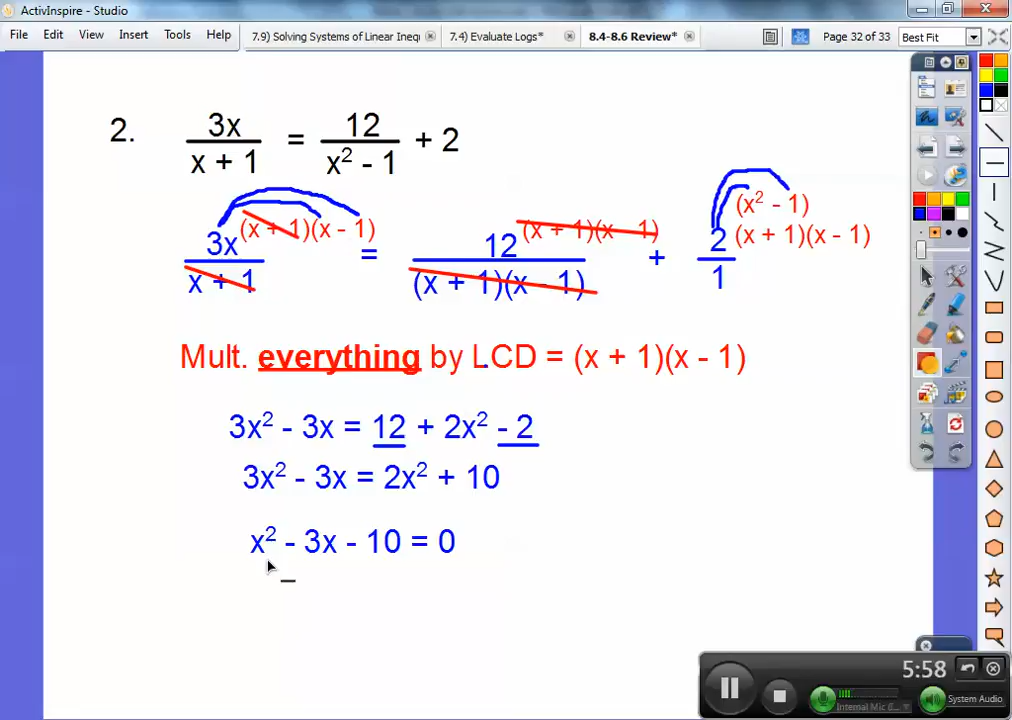 ActivInspire - Studio
File Edit View Insert Tools Help
7.9) Solving Systems of Linear Inequ
7.4) Evaluate Logs*
8.4-8.6 Review*
Page 32 of 33
Best Fit
2. 3x / x + 1 = 12 / x² - 1 + 2
3x (x + 1)(x - 1) / x + 1 = 12 (x + 1)(x - 1) / (x + 1)(x - 1) + 2 (x² - 1) (x + 1)(x - 1) / 1
Mult. everything by LCD = (x + 1)(x - 1)
3x² - 3x = 12 + 2x² - 2
3x² - 3x = 2x² + 10
x² - 3x - 10 = 0
5:58
Internal Mic (I...
System Audio